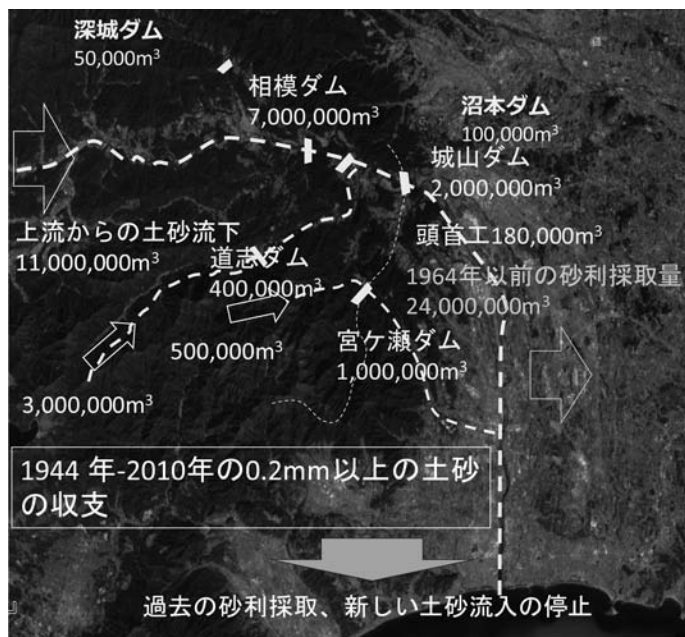 深城ダム
50,000m³
相模ダム
7,000,000m³
沼本ダム
100,000m³
城山ダム
2,000,000m³
上流からの土砂流下
11,000,000m³
道志ダム
400,000m³
頭首工180,000m³
1964年以前の砂利採取量
24,000,000m³
500,000m³
宮ケ瀬ダム
1,000,000m³
3,000,000m³
1944 年-2010年の0.2mm以上の土砂
の収支
過去の砂利採取、新しい土砂流入の停止